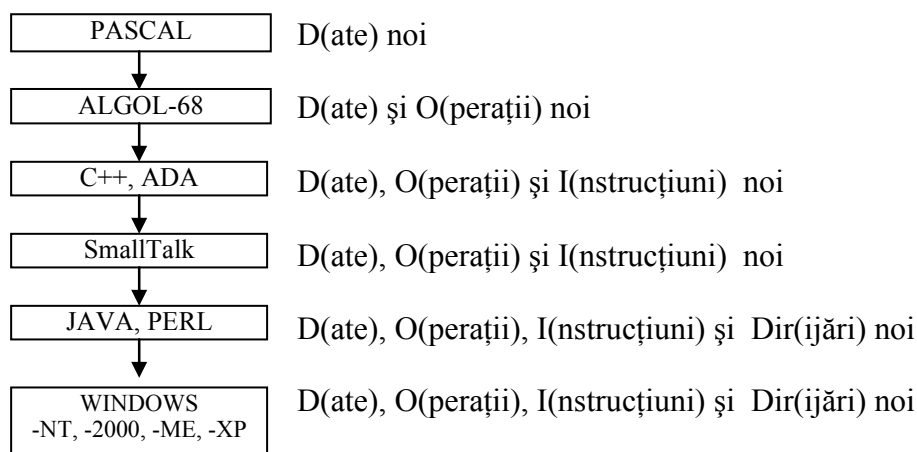 PASCAL D(ate) noi
ALGOL-68 D(ate) şi O(peraţii) noi
C++, ADA D(ate), O(peraţii) şi I(nstrucţiuni) noi
SmallTalk D(ate), O(peraţii) şi I(nstrucţiuni) noi
JAVA, PERL D(ate), O(peraţii), I(nstrucţiuni) şi Dir(ijări) noi
WINDOWS D(ate), O(peraţii), I(nstrucţiuni) şi Dir(ijări) noi
-NT, -2000, -ME, -XP